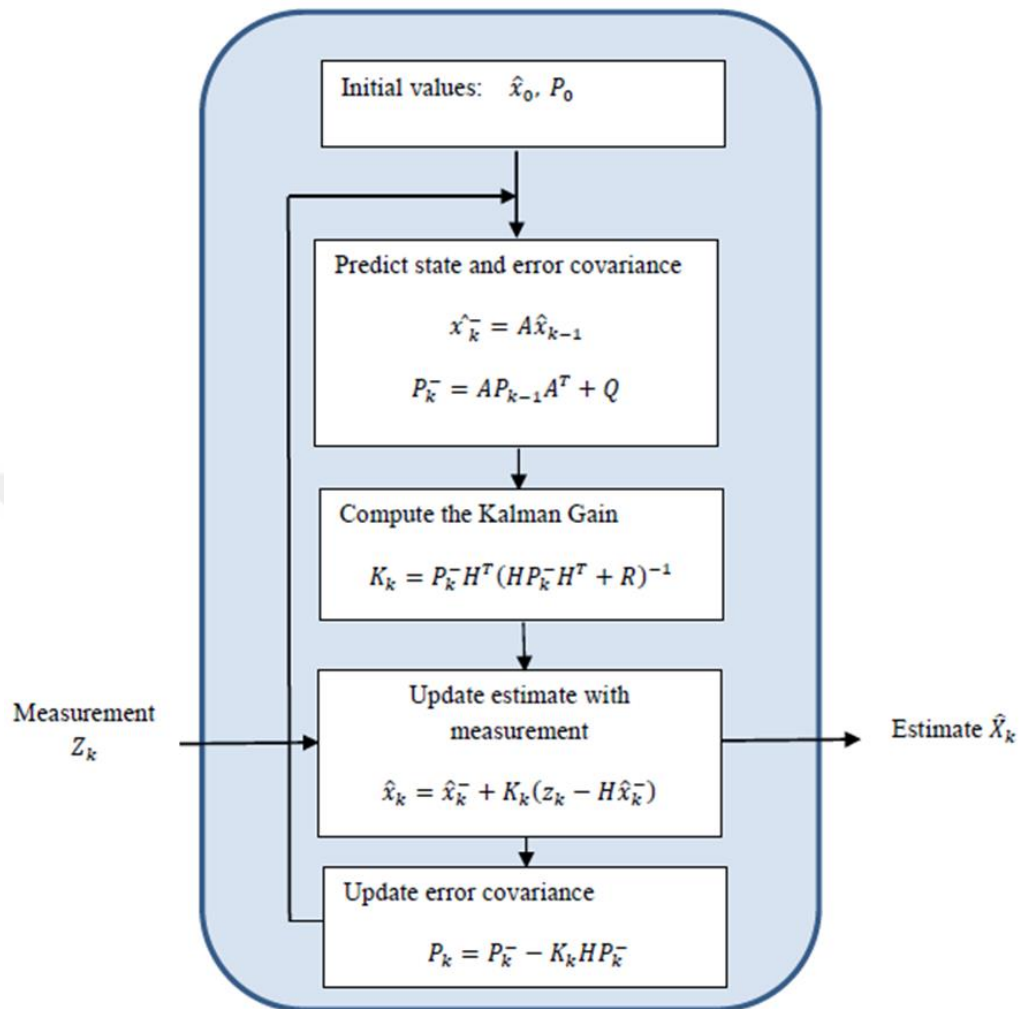 Initial values: x̂₀, P₀
Predict state and error covariance
x̂ₖ⁻ = Ax̂ₖ₋₁
Pₖ⁻ = APₖ₋₁Aᵀ + Q
Compute the Kalman Gain
Kₖ = Pₖ⁻Hᵀ(HPₖ⁻Hᵀ + R)⁻¹
Measurement
Zₖ
Update estimate with
measurement
x̂ₖ = x̂ₖ⁻ + Kₖ(zₖ − Hx̂ₖ⁻)
Estimate X̂ₖ
Update error covariance
Pₖ = Pₖ⁻ − KₖHPₖ⁻